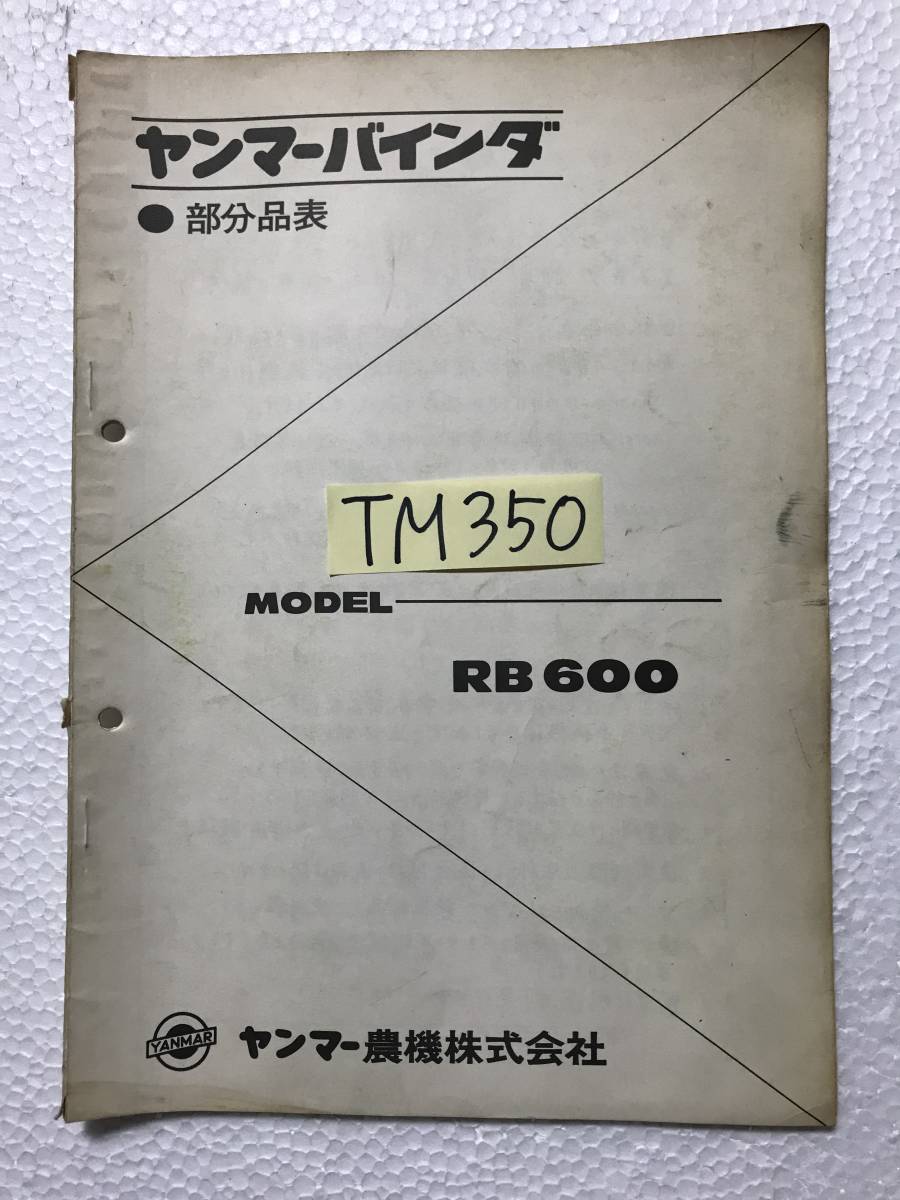 ヤンマーバインダ
● 部分品表
TM350
MODEL
RB600
YANMAR ヤンマー農機株式会社